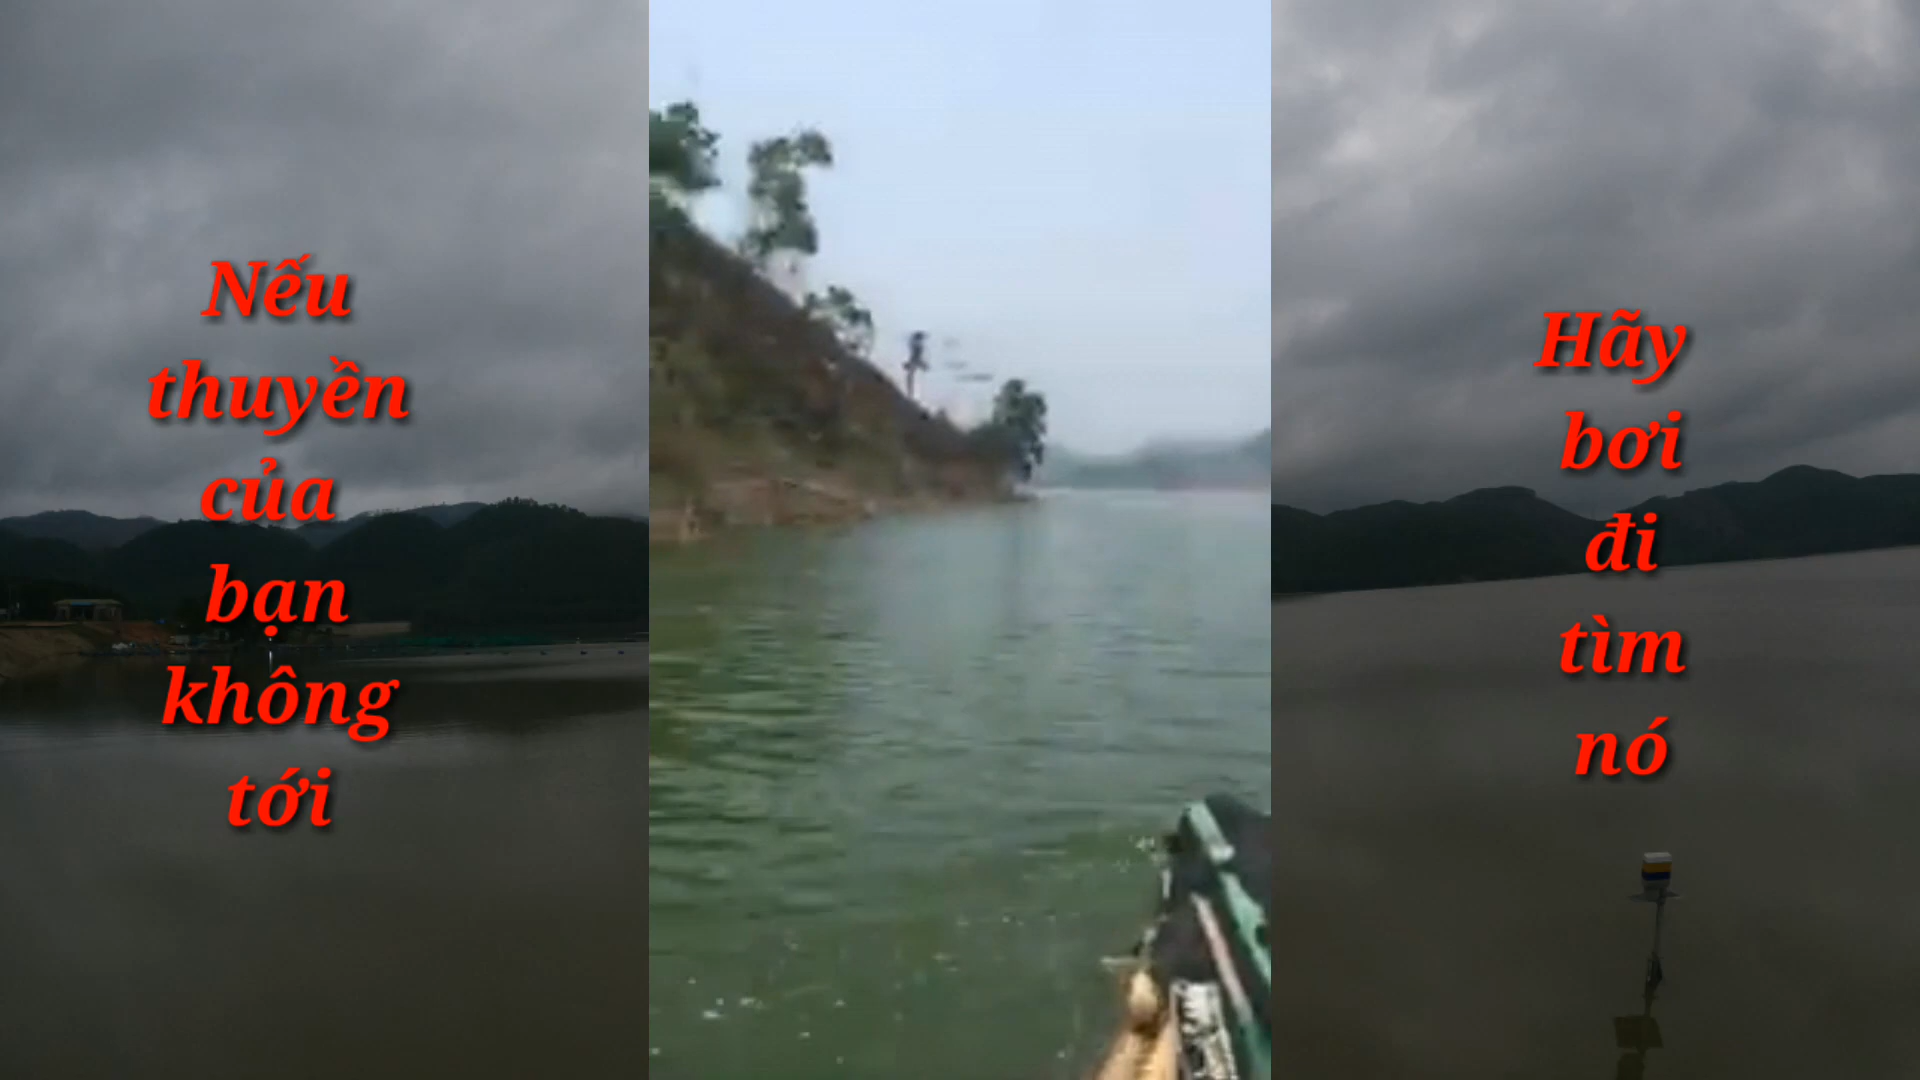 Nếu
thuyền
của
bạn
không
tới
Hãy
bơi
đi
tìm
nó